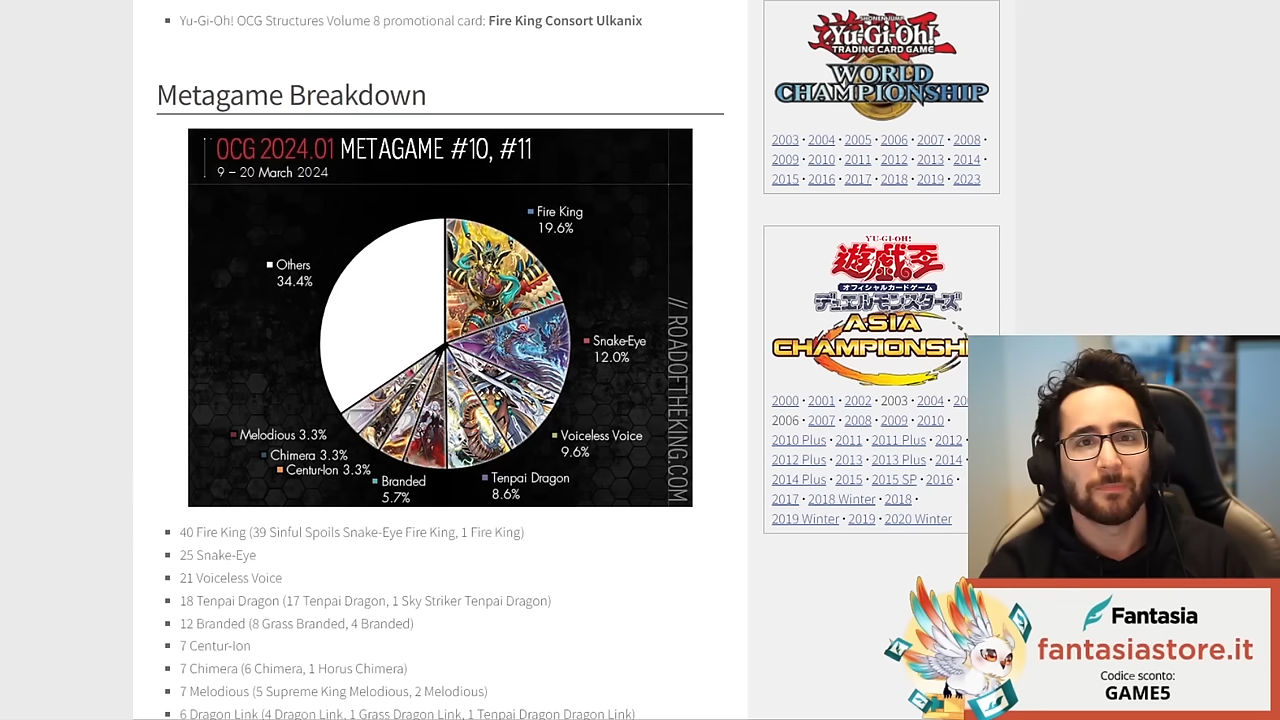 Yu-Gi-Oh! OCG Structures Volume 8 promotional card: Fire King Consort Ulkanix
Metagame Breakdown
OCG 2024.01 METAGAME #10, #11
9 – 20 March 2024
Fire King
19.6%
Others
34.4%
Snake-Eye
12.0%
Voiceless Voice
9.6%
Melodious 3.3%
Chimera 3.3%
Centur-Ion 3.3%
Branded
5.7%
Tenpai Dragon
8.6%
// ROADOFTHEKING.COM
40 Fire King (39 Sinful Spoils Snake-Eye Fire King, 1 Fire King)
25 Snake-Eye
21 Voiceless Voice
18 Tenpai Dragon (17 Tenpai Dragon, 1 Sky Striker Tenpai Dragon)
12 Branded (8 Grass Branded, 4 Branded)
7 Centur-Ion
7 Chimera (6 Chimera, 1 Horus Chimera)
7 Melodious (5 Supreme King Melodious, 2 Melodious)
6 Dragon Link (4 Dragon Link, 1 Grass Dragon Link, 1 Tenpai Dragon Dragon Link)
SHONEN JUMP
Yu-Gi-Oh!
TRADING CARD GAME
WORLD
CHAMPIONSHIP
2003 • 2004 • 2005 • 2006 • 2007 • 2008 •
2009 • 2010 • 2011 • 2012 • 2013 • 2014 •
2015 • 2016 • 2017 • 2018 • 2019 • 2023
YU-GI-OH!
遊戯王
オフィシャルカードゲーム
デュエルモンスターズ
ASIA
CHAMPIONSHI
2000 • 2001 • 2002 • 2003 • 2004 • 20
2006 • 2007 • 2008 • 2009 • 2010 •
2010 Plus • 2011 • 2011 Plus • 2012 •
2012 Plus • 2013 • 2013 Plus • 2014 •
2014 Plus • 2015 • 2015 SP • 2016 •
2017 • 2018 Winter • 2018 •
2019 Winter • 2019 • 2020 Winter
Fantasia
fantasiastore.it
Codice sconto:
GAME5